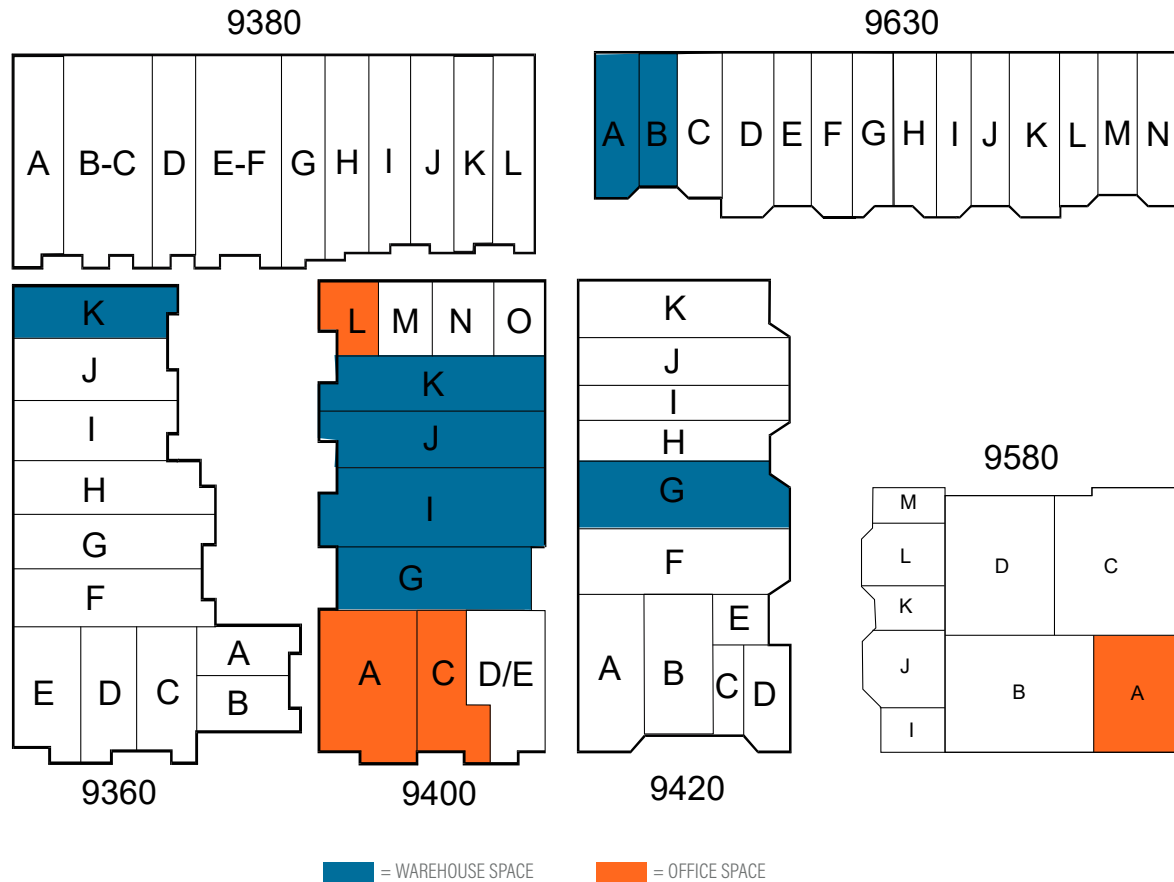 9380
A B-C D E-F G H I J K L
9630
A B C D E F G H I J K L M N
K
J
I
H
G
F
E D C A
B
9360
L M N O
K
J
I
G
A C D/E
9400
K
J
I
H
G
F
A B E
C D
9420
9580
M
L
K
J
I
D C
B A
= WAREHOUSE SPACE = OFFICE SPACE